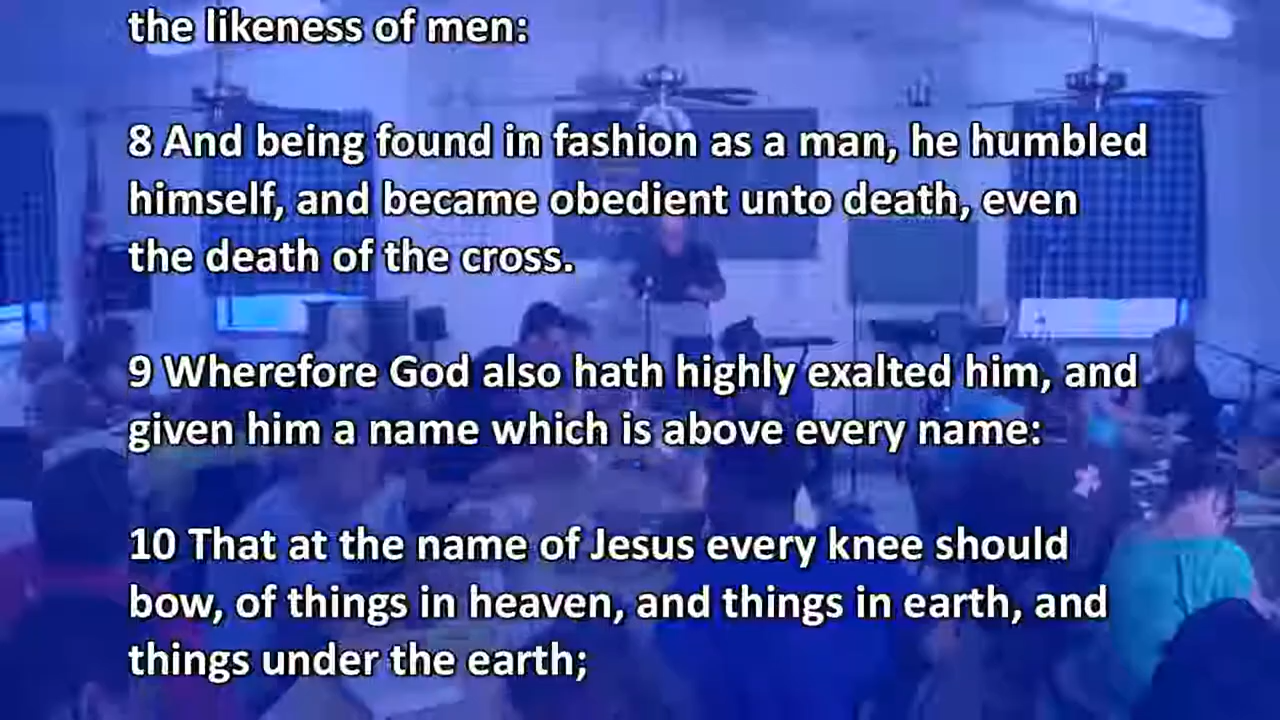 the likeness of men:
8 And being found in fashion as a man, he humbled
himself, and became obedient unto death, even
the death of the cross.
9 Wherefore God also hath highly exalted him, and
given him a name which is above every name:
10 That at the name of Jesus every knee should
bow, of things in heaven, and things in earth, and
things under the earth;